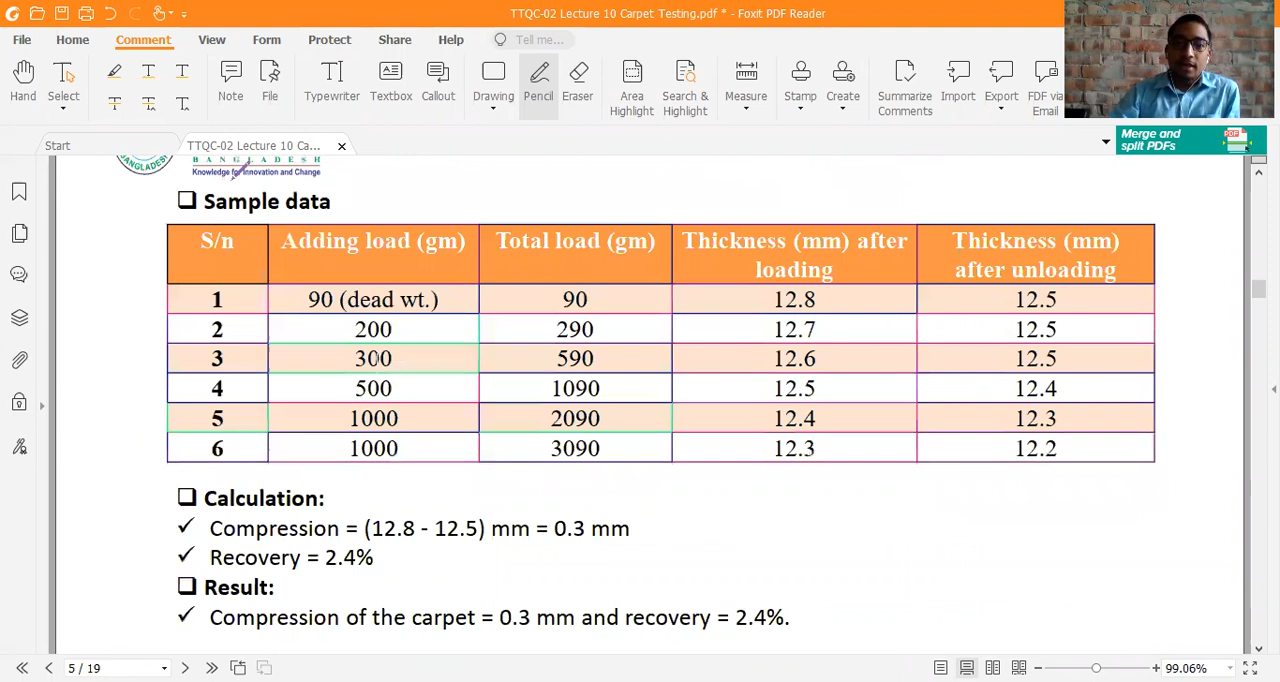 TTQC-02 Lecture 10 Carpet Testing.pdf * - Foxit PDF Reader
File Home Comment View Form Protect Share Help Tell me...
Hand Select Note File Typewriter Textbox Callout Drawing Pencil Eraser Area Highlight Search & Highlight Measure Stamp Create Summarize Comments Import Export FDF via Email
Start TTQC-02 Lecture 10 Ca... Merge and split PDFs
BANGLADESH
BANGLADESH
Knowledge for Innovation and Change
Sample data
S/n Adding load (gm) Total load (gm) Thickness (mm) after loading Thickness (mm) after unloading
1 90 (dead wt.) 90 12.8 12.5
2 200 290 12.7 12.5
3 300 590 12.6 12.5
4 500 1090 12.5 12.4
5 1000 2090 12.4 12.3
6 1000 3090 12.3 12.2
Calculation:
✓ Compression = (12.8 - 12.5) mm = 0.3 mm
✓ Recovery = 2.4%
Result:
✓ Compression of the carpet = 0.3 mm and recovery = 2.4%.
5 / 19 99.06%